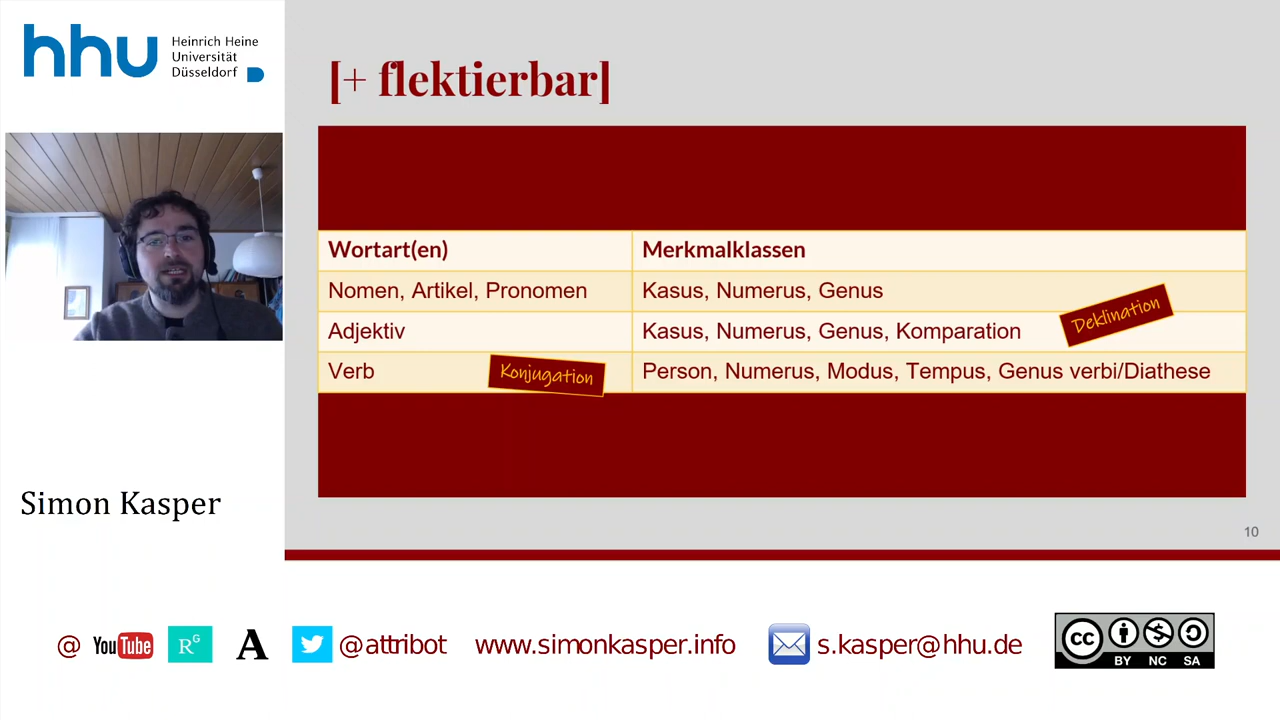 hhu Heinrich Heine
Universität
Düsseldorf
[+ flektierbar]
Wortart(en) Merkmalklassen
Nomen, Artikel, Pronomen Kasus, Numerus, Genus
Adjektiv Kasus, Numerus, Genus, Komparation
Deklination
Verb Person, Numerus, Modus, Tempus, Genus verbi/Diathese
Konjugation
Simon Kasper
10
@ YouTube RG A @attribot www.simonkasper.info s.kasper@hhu.de
cc BY NC SA